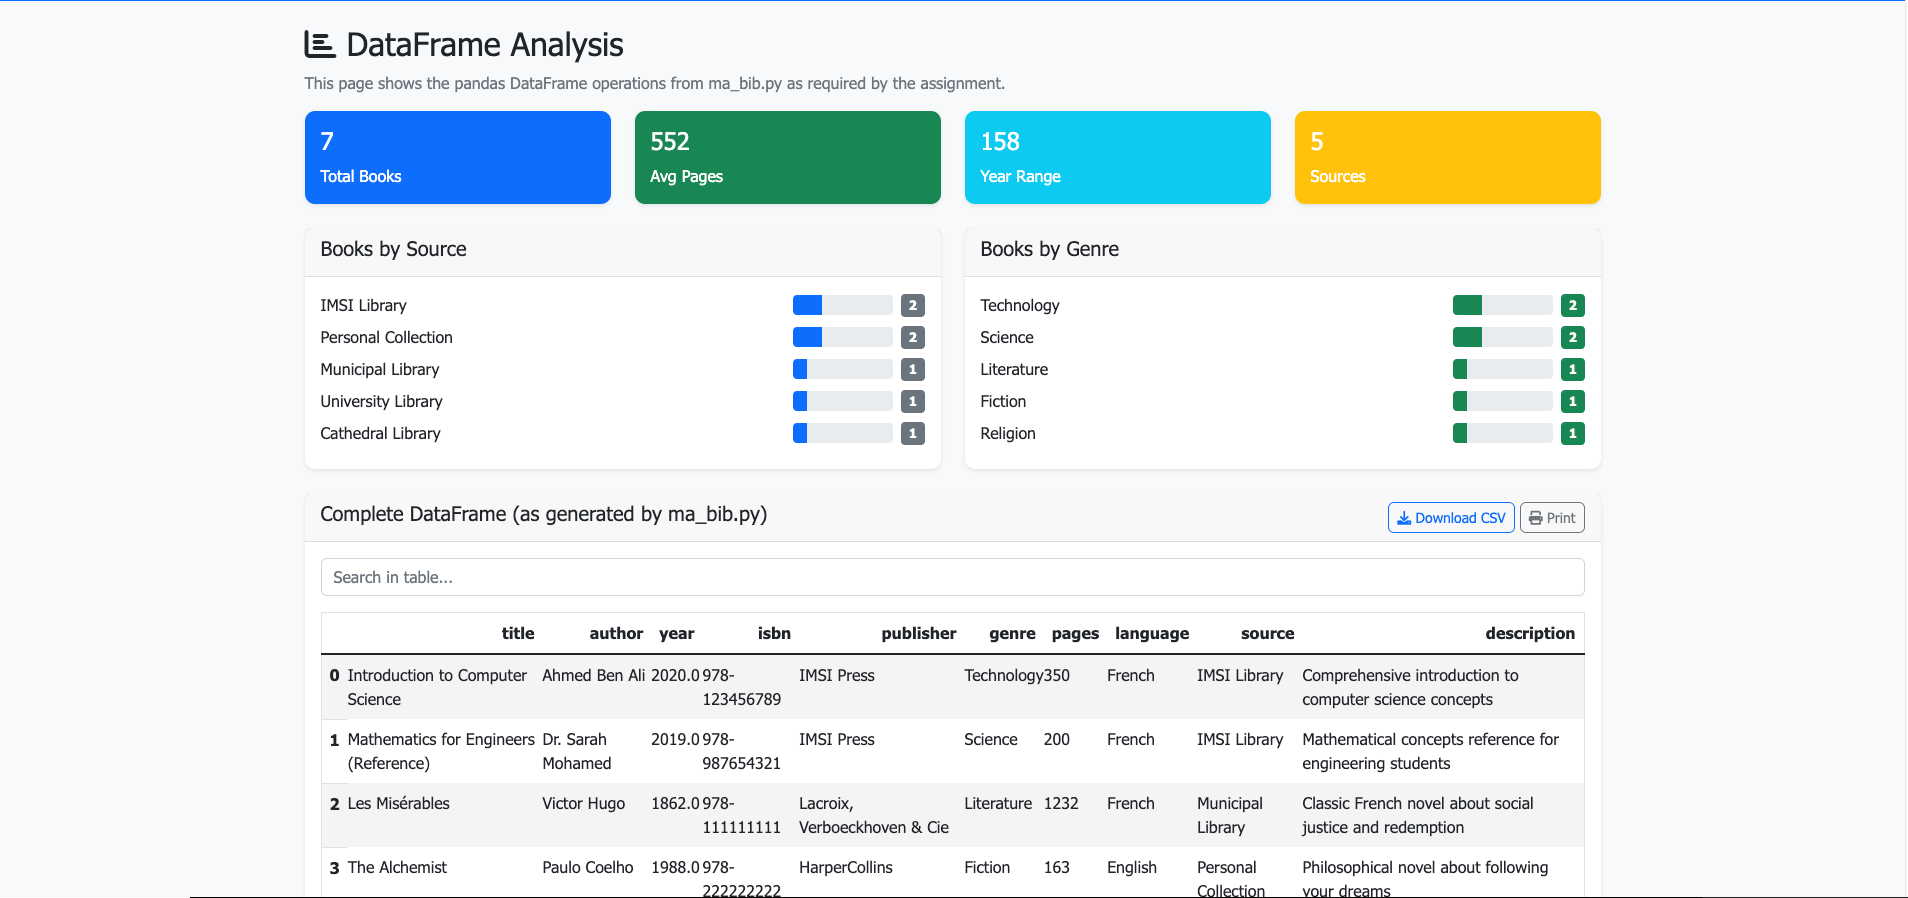 DataFrame Analysis
This page shows the pandas DataFrame operations from ma_bib.py as required by the assignment.
7
Total Books
552
Avg Pages
158
Year Range
5
Sources
Books by Source
IMSI Library 2
Personal Collection 2
Municipal Library 1
University Library 1
Cathedral Library 1
Books by Genre
Technology 2
Science 2
Literature 1
Fiction 1
Religion 1
Complete DataFrame (as generated by ma_bib.py)
Download CSV
Print
Search in table...
title author year isbn publisher genre pages language source description
0 Introduction to Computer Ahmed Ben Ali 2020.0 978- IMSI Press Technology 350 French IMSI Library Comprehensive introduction to
Science 123456789 computer science concepts
1 Mathematics for Engineers Dr. Sarah 2019.0 978- IMSI Press Science 200 French IMSI Library Mathematical concepts reference for
(Reference) Mohamed 987654321 engineering students
2 Les Misérables Victor Hugo 1862.0 978- Lacroix, Literature 1232 French Municipal Classic French novel about social
111111111 Verboeckhoven & Cie Library justice and redemption
3 The Alchemist Paulo Coelho 1988.0 978- HarperCollins Fiction 163 English Personal Philosophical novel about following
222222222 Collection your dreams